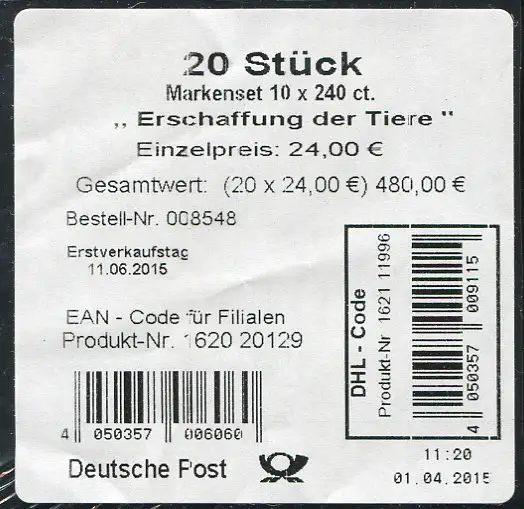 20 Stück
Markenset 10 x 240 ct.
„ Erschaffung der Tiere "
Einzelpreis: 24,00 €
Gesamtwert: (20 x 24,00 €) 480,00 €
Bestell-Nr. 008548
Erstverkaufstag
11.06.2015
EAN - Code für Filialen
Produkt-Nr. 1620 20129
4 050357 006060
Deutsche Post
DHL - Code
Produkt-Nr 1621 11996
4 050357 009115
11:20
01.04.2015